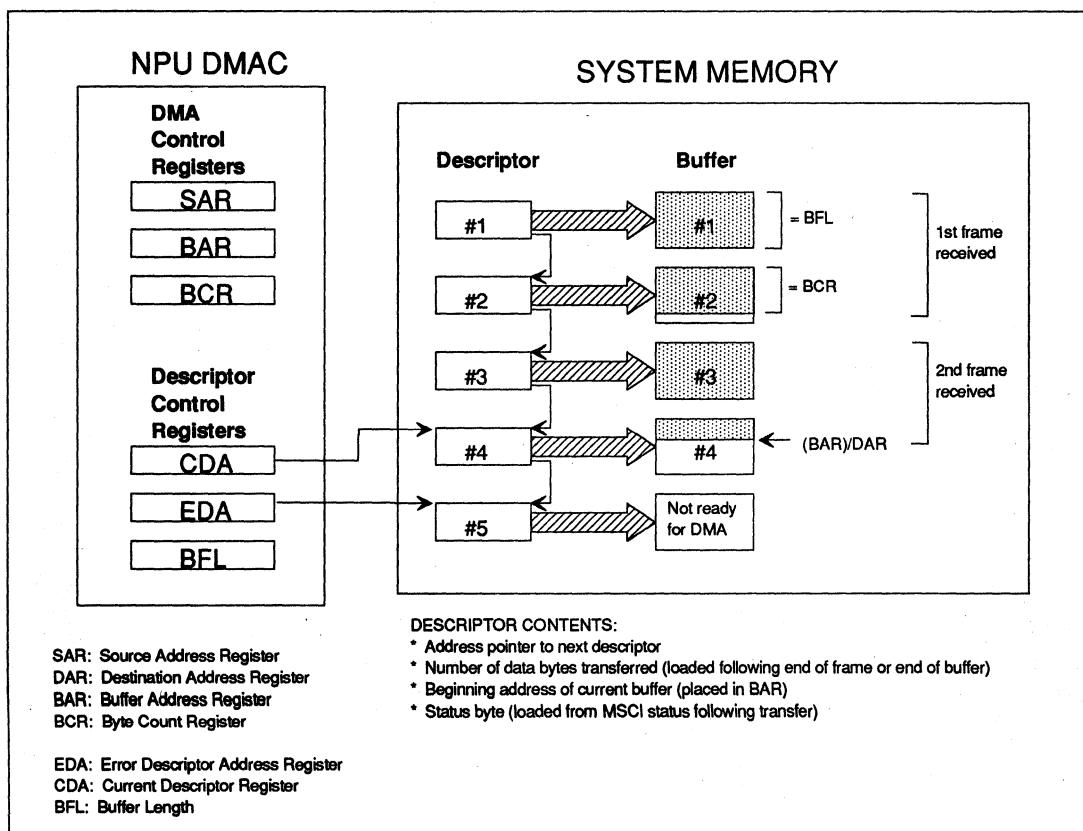 NPU DMAC
DMA
Control
Registers
SAR
BAR
BCR
Descriptor
Control
Registers
CDA
EDA
BFL
SYSTEM MEMORY
Descriptor
Buffer
#1
#1
= BFL
1st frame
received
#2
#2
= BCR
#3
#3
2nd frame
received
#4
#4
(BAR)/DAR
#5
Not ready
for DMA
SAR: Source Address Register
DAR: Destination Address Register
BAR: Buffer Address Register
BCR: Byte Count Register
EDA: Error Descriptor Address Register
CDA: Current Descriptor Register
BFL: Buffer Length
DESCRIPTOR CONTENTS:
* Address pointer to next descriptor
* Number of data bytes transferred (loaded following end of frame or end of buffer)
* Beginning address of current buffer (placed in BAR)
* Status byte (loaded from MSCI status following transfer)